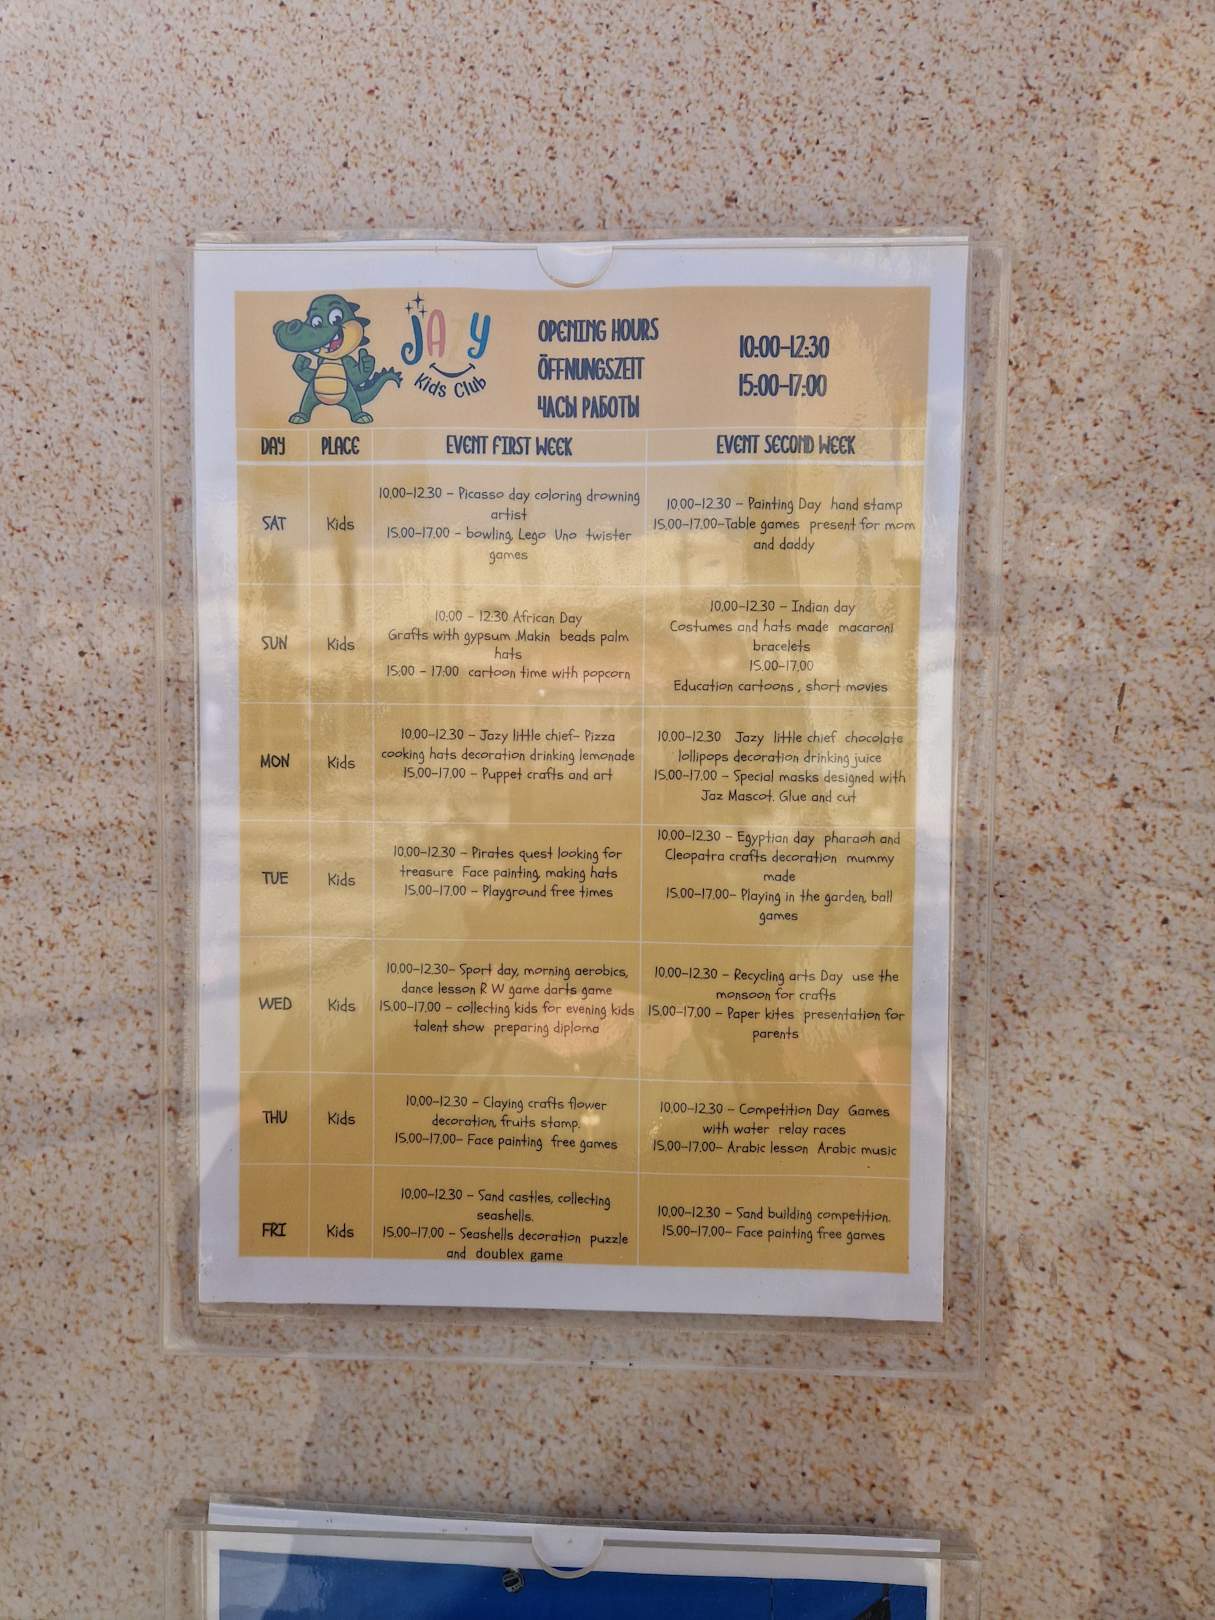 JAZY
Kids Club
OPENING HOURS
ÖFFNUNGSZEIT
ЧАСЫ РАБОТЫ
10:00-12:30
15:00-17:00
DAY PLACE EVENT FIRST WEEK EVENT SECOND WEEK
SAT Kids
10.00-12.30 - Picasso day coloring drowning
artist
15.00-17.00 - bowling, Lego Uno twister
games
10.00-12.30 - Painting Day hand stamp
15.00-17.00-Table games present for mom
and daddy
SUN Kids
10:00 - 12:30 African Day
Grafts with gypsum .Makin beads palm
hats
15:00 - 17:00 cartoon time with popcorn
10.00-12.30 - Indian day
Costumes and hats made macaroni
bracelets
15.00-17.00
Education cartoons , short movies
MON Kids
10.00-12.30 - Jazy little chief- Pizza
cooking hats decoration drinking lemonade
15.00-17.00 - Puppet crafts and art
10.00-12.30 Jazy little chief chocolate
lollipops decoration drinking juice
15.00-17.00 - Special masks designed with
Jaz Mascot. Glue and cut
TUE Kids
10.00-12.30 - Pirates quest looking for
treasure Face painting, making hats
15.00-17.00 - Playground free times
10.00-12.30 - Egyptian day pharaoh and
Cleopatra crafts decoration mummy
made
15.00-17.00- Playing in the garden, ball
games
WED Kids
10.00-12.30- Sport day, morning aerobics,
dance lesson R W game darts game
15.00-17.00 - collecting kids for evening kids
talent show preparing diploma
10.00-12.30 - Recycling arts Day use the
monsoon for crafts
15.00-17.00 - Paper kites presentation for
parents
THU Kids
10.00-12.30 - Claying crafts flower
decoration, fruits stamp.
15.00-17.00- Face painting free games
10.00-12.30 - Competition Day Games
with water relay races
15.00-17.00- Arabic lesson Arabic music
FRI Kids
10.00-12.30 - Sand castles, collecting
seashells.
15.00-17.00 - Seashells decoration puzzle
and doublex game
10.00-12.30 - Sand building competition.
15.00-17.00- Face painting free games